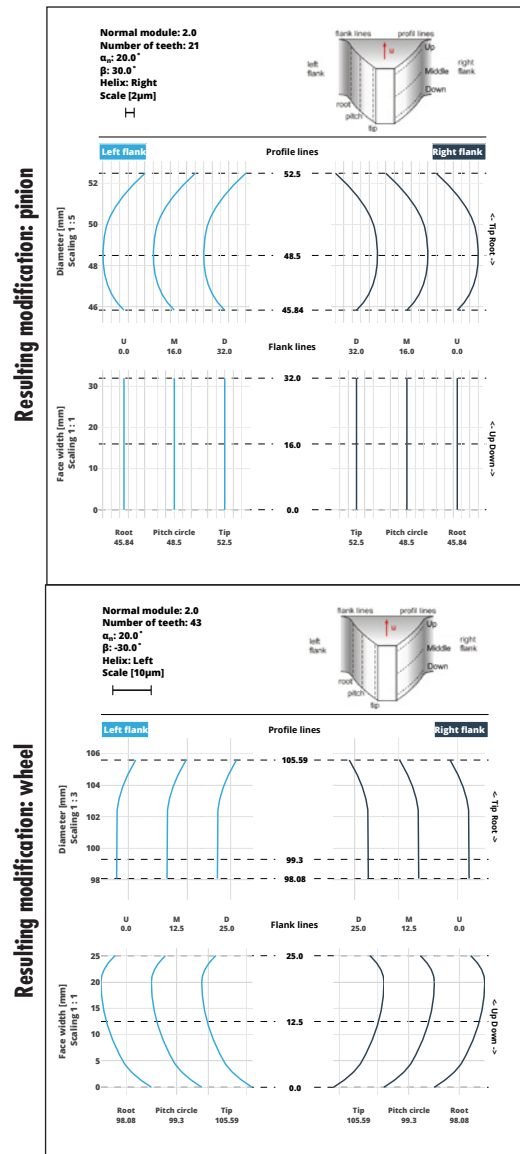 Resulting modification: pinion
Normal module: 2.0
Number of teeth: 21
αn: 20.0˚
β: 30.0˚
Helix: Right
Scale [2μm]
flank lines profil lines
u
Up
left flank
Middle
right flank
Down
root
pitch
tip
Left flank Profile lines Right flank
Diameter [mm]
Scaling 1 : 5
52
50
48
46
52.5
48.5
45.84
<- Tip Root ->
U M D Flank lines D M U
0.0 16.0 32.0 32.0 16.0 0.0
Face width [mm]
Scaling 1 : 1
30
20
10
0
32.0
16.0
0.0
<- Up Down ->
Root Pitch circle Tip Tip Pitch circle Root
45.84 48.5 52.5 52.5 48.5 45.84
Resulting modification: wheel
Normal module: 2.0
Number of teeth: 43
αn: 20.0˚
β: -30.0˚
Helix: Left
Scale [10μm]
flank lines profil lines
u
Up
left flank
Middle
right flank
Down
root
pitch
tip
Left flank Profile lines Right flank
Diameter [mm]
Scaling 1 : 3
106
104
102
100
98
105.59
99.3
98.08
<- Tip Root ->
U M D Flank lines D M U
0.0 12.5 25.0 25.0 12.5 0.0
Face width [mm]
Scaling 1 : 1
25
20
15
10
5
0
25.0
12.5
0.0
<- Up Down ->
Root Pitch circle Tip Tip Pitch circle Root
98.08 99.3 105.59 105.59 99.3 98.08